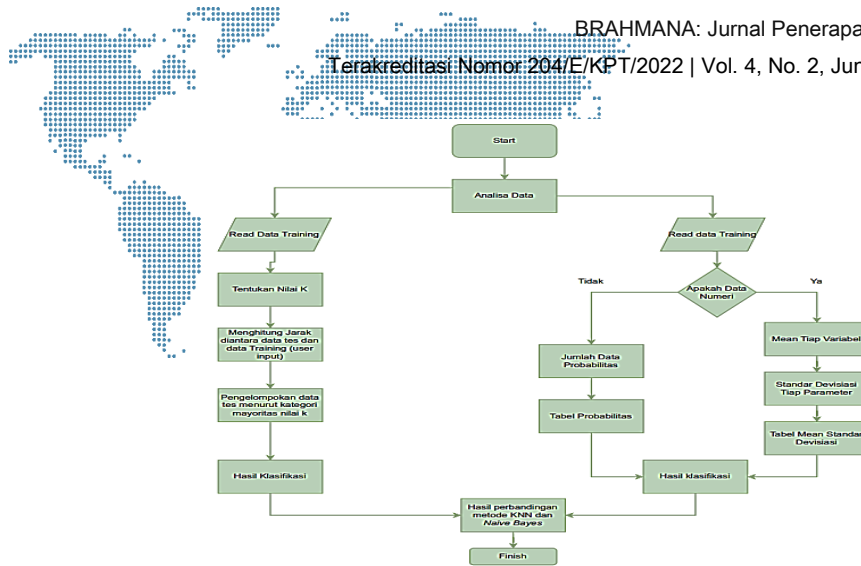 BRAHMANA: Jurnal Penerapa
Terakreditasi Nomor 204/E/KPT/2022 | Vol. 4, No. 2, Jun
Start
Analisa Data
Read Data Training
Tentukan Nilai K
Menghitung Jarak
diantara data tes dan
data Training (user
input)
Pengelompokan data
tes menurut kategori
mayoritas nilai k
Hasil Klasifikasi
Read data Training
Apakah Data
Numeri
Tidak
Ya
Jumlah Data
Probabilitas
Tabel Probabilitas
Mean Tiap Variabel
Standar Devisiasi
Tiap Parameter
Tabel Mean Standar
Devisiasi
Hasil klasifikasi
Hasil perbandingan
metode KNN dan
Naive Bayes
Finish